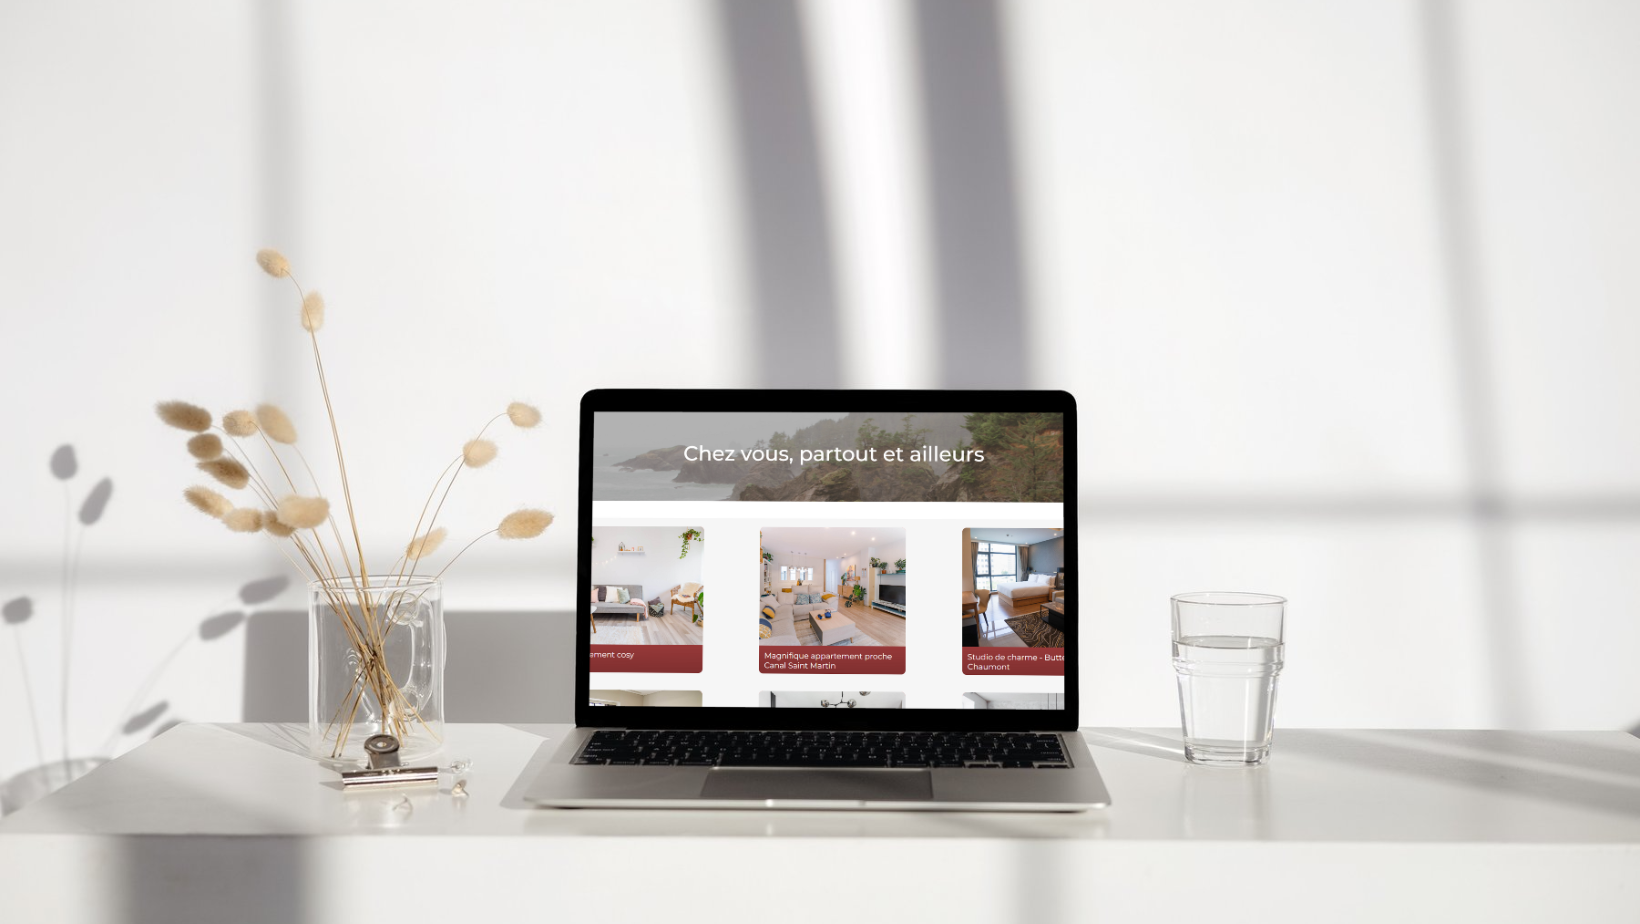 Chez vous, partout et ailleurs
ement cosy
Magnifique appartement proche
Canal Saint Martin
Studio de charme - Butte
Chaumont